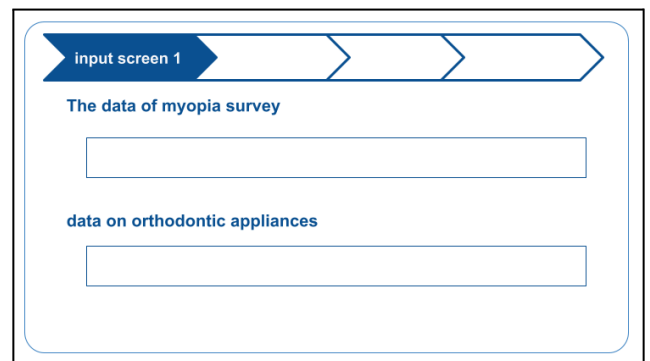 input screen 1
The data of myopia survey
data on orthodontic appliances